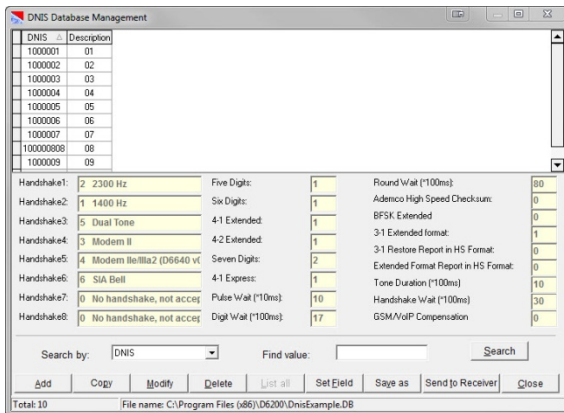 DNIS Database Management
DNIS Description
1000001 01
1000002 02
1000003 03
1000004 04
1000005 05
1000006 06
1000007 07
100000808 08
1000009 09
Handshake1: 2 2300 Hz Five Digits: 1 Round Wait (*100ms): 80
Handshake2: 1 1400 Hz Six Digits: 1 Ademco High Speed Checksum: 0
Handshake3: 5 Dual Tone 4-1 Extended: 1 BFSK Extended 0
Handshake4: 3 Modem II 4-2 Extended: 1 3-1 Extended format: 1
Handshake5: 4 Modem IIe/IIIa2 (D6640 v Seven Digits: 2 3-1 Restore Report in HS Format: 0
Handshake6: 6 SIA Bell 4-1 Express: 1 Extended Format Report in HS Format: 0
Handshake7: 0 No handshake, not accep Pulse Wait (*10ms): 10 Tone Duration (*100ms) 10
Handshake8: 0 No handshake, not accep Digit Wait (*100ms): 17 Handshake Wait (*100ms) 30
GSM/VoIP Compensation 0
Search by: DNIS Find value: Search
Add Copy Modify Delete List all Set Field Save as Send to Receiver Close
Total: 10 File name: C:\Program Files (x86)\D6200\DnisExample.DB